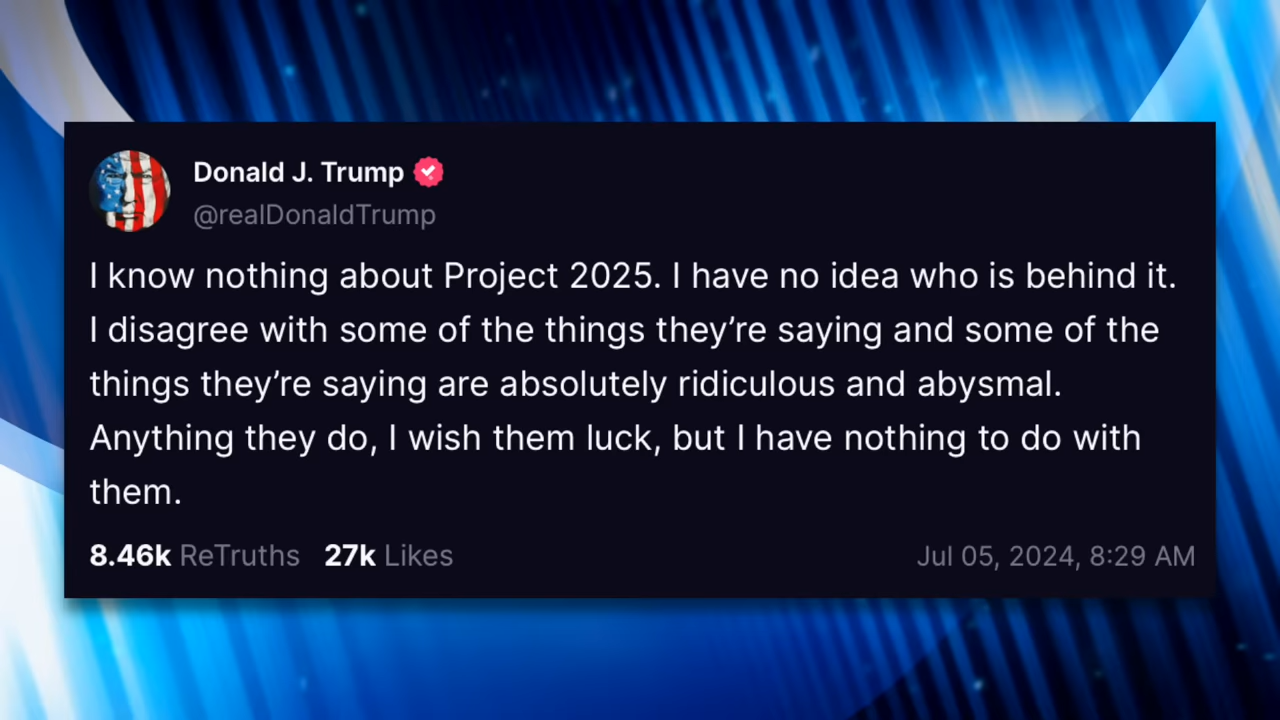 Donald J. Trump
@realDonaldTrump
I know nothing about Project 2025. I have no idea who is behind it.
I disagree with some of the things they’re saying and some of the
things they’re saying are absolutely ridiculous and abysmal.
Anything they do, I wish them luck, but I have nothing to do with
them.
8.46k ReTruths 27k Likes Jul 05, 2024, 8:29 AM